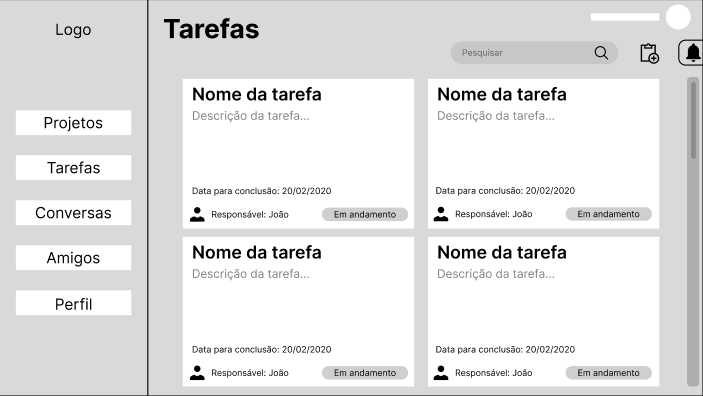 Logo
Tarefas
Pesquisar
Projetos
Tarefas
Conversas
Amigos
Perfil
Nome da tarefa
Descrição da tarefa...
Data para conclusão: 20/02/2020
Responsável: João
Em andamento
Nome da tarefa
Descrição da tarefa...
Data para conclusão: 20/02/2020
Responsável: João
Em andamento
Nome da tarefa
Descrição da tarefa...
Data para conclusão: 20/02/2020
Responsável: João
Em andamento
Nome da tarefa
Descrição da tarefa...
Data para conclusão: 20/02/2020
Responsável: João
Em andamento